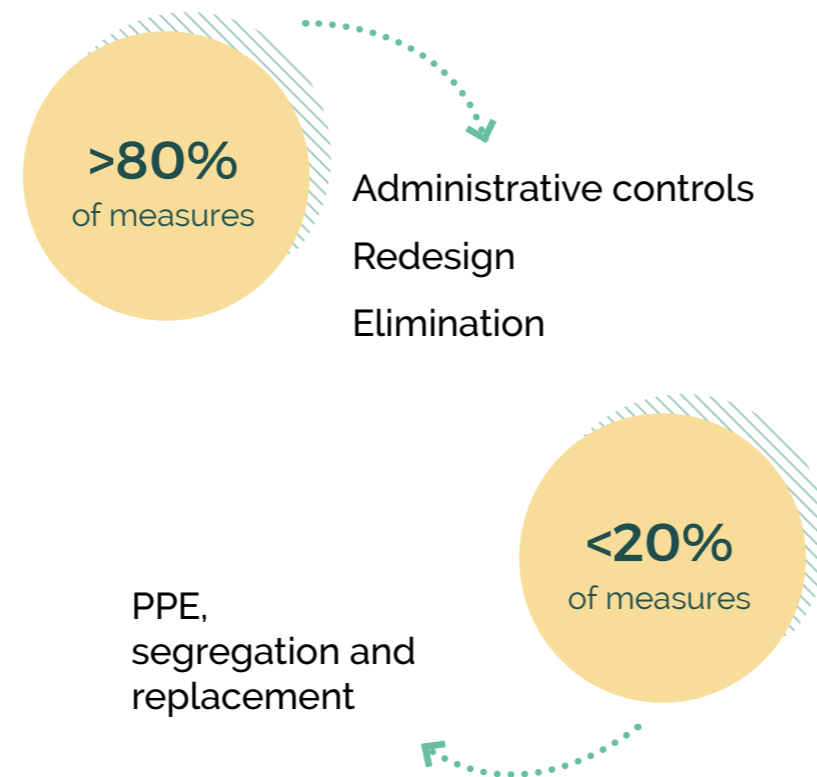 >80%
of measures
Administrative controls
Redesign
Elimination
<20%
of measures
PPE,
segregation and
replacement